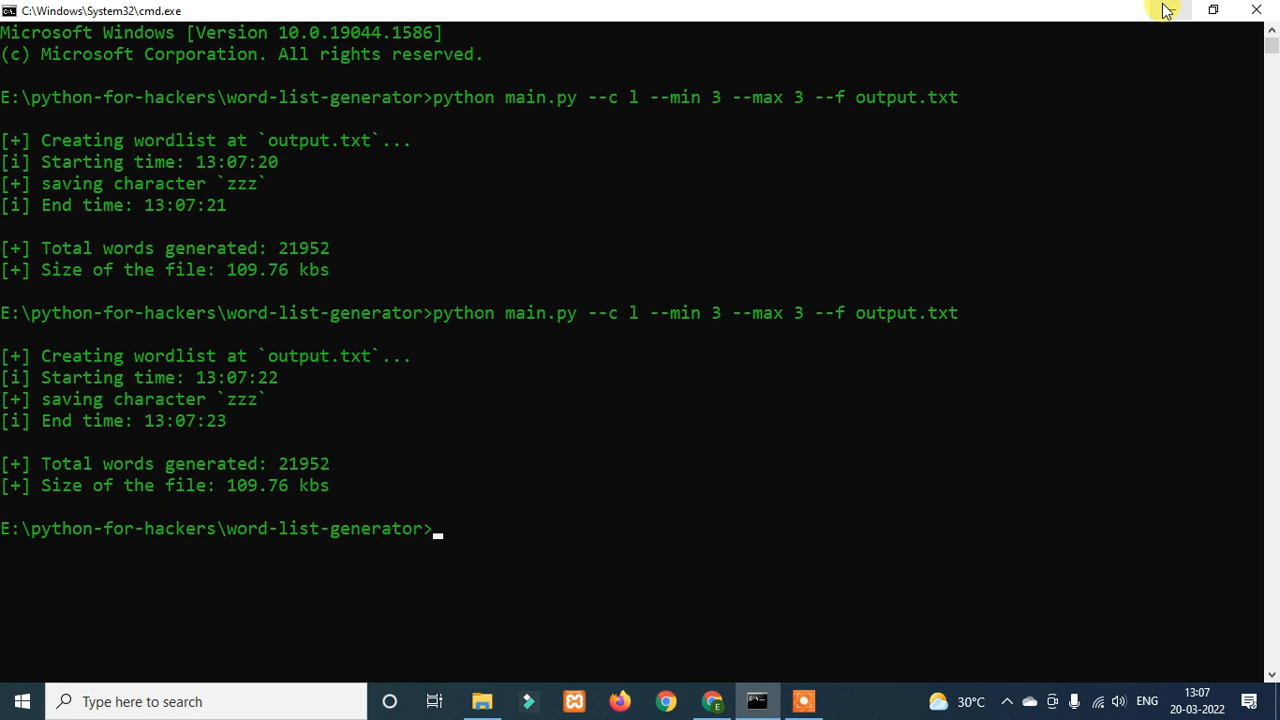 C:\Windows\System32\cmd.exe
Microsoft Windows [Version 10.0.19044.1586]
(c) Microsoft Corporation. All rights reserved.
E:\python-for-hackers\word-list-generator>python main.py --c l --min 3 --max 3 --f output.txt
[+] Creating wordlist at `output.txt`...
[i] Starting time: 13:07:20
[+] saving character `zzz`
[i] End time: 13:07:21
[+] Total words generated: 21952
[+] Size of the file: 109.76 kbs
E:\python-for-hackers\word-list-generator>python main.py --c l --min 3 --max 3 --f output.txt
[+] Creating wordlist at `output.txt`...
[i] Starting time: 13:07:22
[+] saving character `zzz`
[i] End time: 13:07:23
[+] Total words generated: 21952
[+] Size of the file: 109.76 kbs
E:\python-for-hackers\word-list-generator>
Type here to search
30°C
ENG
13:07
20-03-2022